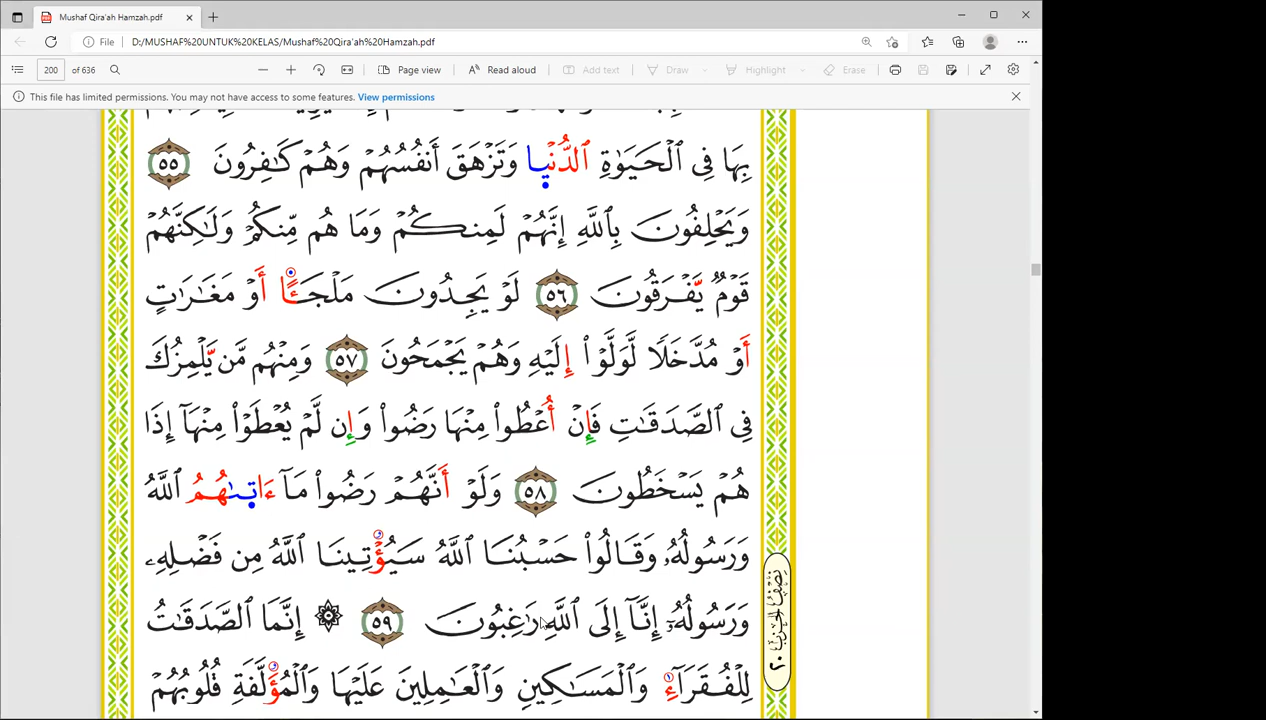 Mushaf Qira'ah Hamzah.pdf
File D:/MUSHAF%20UNTUK%20KELAS/Mushaf%20Qira'ah%20Hamzah.pdf
200 of 636 Page view Read aloud Add text Draw Highlight Erase
This file has limited permissions. You may not have access to some features. View permissions
بِهَا فِى ٱلْحَيَوٰةِ ٱلدُّنْيٜا وَتَزْهَقَ أَنفُسُهُمْ وَهُمْ كَـٰفِرُونَ ٥٥
وَيَحْلِفُونَ بِٱللَّهِ إِنَّهُمْ لَمِنكُمْ وَمَا هُم مِّنكُمْ وَلَـٰكِنَّهُمْ
قَوْمٌ يَّفْرَقُونَ ٥٦ لَوْ يَجِدُونَ مَلْجَـًٔا أَوْ مَغَـٰرَٰتٍ
أَوْ مُدَّخَلًا لَّوَلَّوْا۟ إِلَيْهِ وَهُمْ يَجْمَحُونَ ٥٧ وَمِنْهُم مَّن يَّلْمِزُكَ
فِى ٱلصَّدَقَـٰتِ فَإِنْ أُعْطُوا۟ مِنْهَا رَضُوا۟ وَإِن لَّمْ يُعْطَوْا۟ مِنْهَآ إِذَا
هُمْ يَسْخَطُونَ ٥٨ وَلَوْ أَنَّهُمْ رَضُوا۟ مَآ ءَاتٜىٰهُمُ ٱللَّهُ
وَرَسُولُهُۥ وَقَالُوا۟ حَسْبُنَا ٱللَّهُ سَيُؤْتِينَا ٱللَّهُ مِن فَضْلِهِۦ
وَرَسُولُهُۥٓ إِنَّآ إِلَى ٱللَّهِ رَٰغِبُونَ ٥٩ ۞ إِنَّمَا ٱلصَّدَقَـٰتُ
لِلْفُقَرَآءِ وَٱلْمَسَـٰكِينِ وَٱلْعَـٰمِلِينَ عَلَيْهَا وَٱلْمُؤَلَّفَةِ قُلُوبُهُمْ
نِصْفُ الحِزْبِ ٢٠